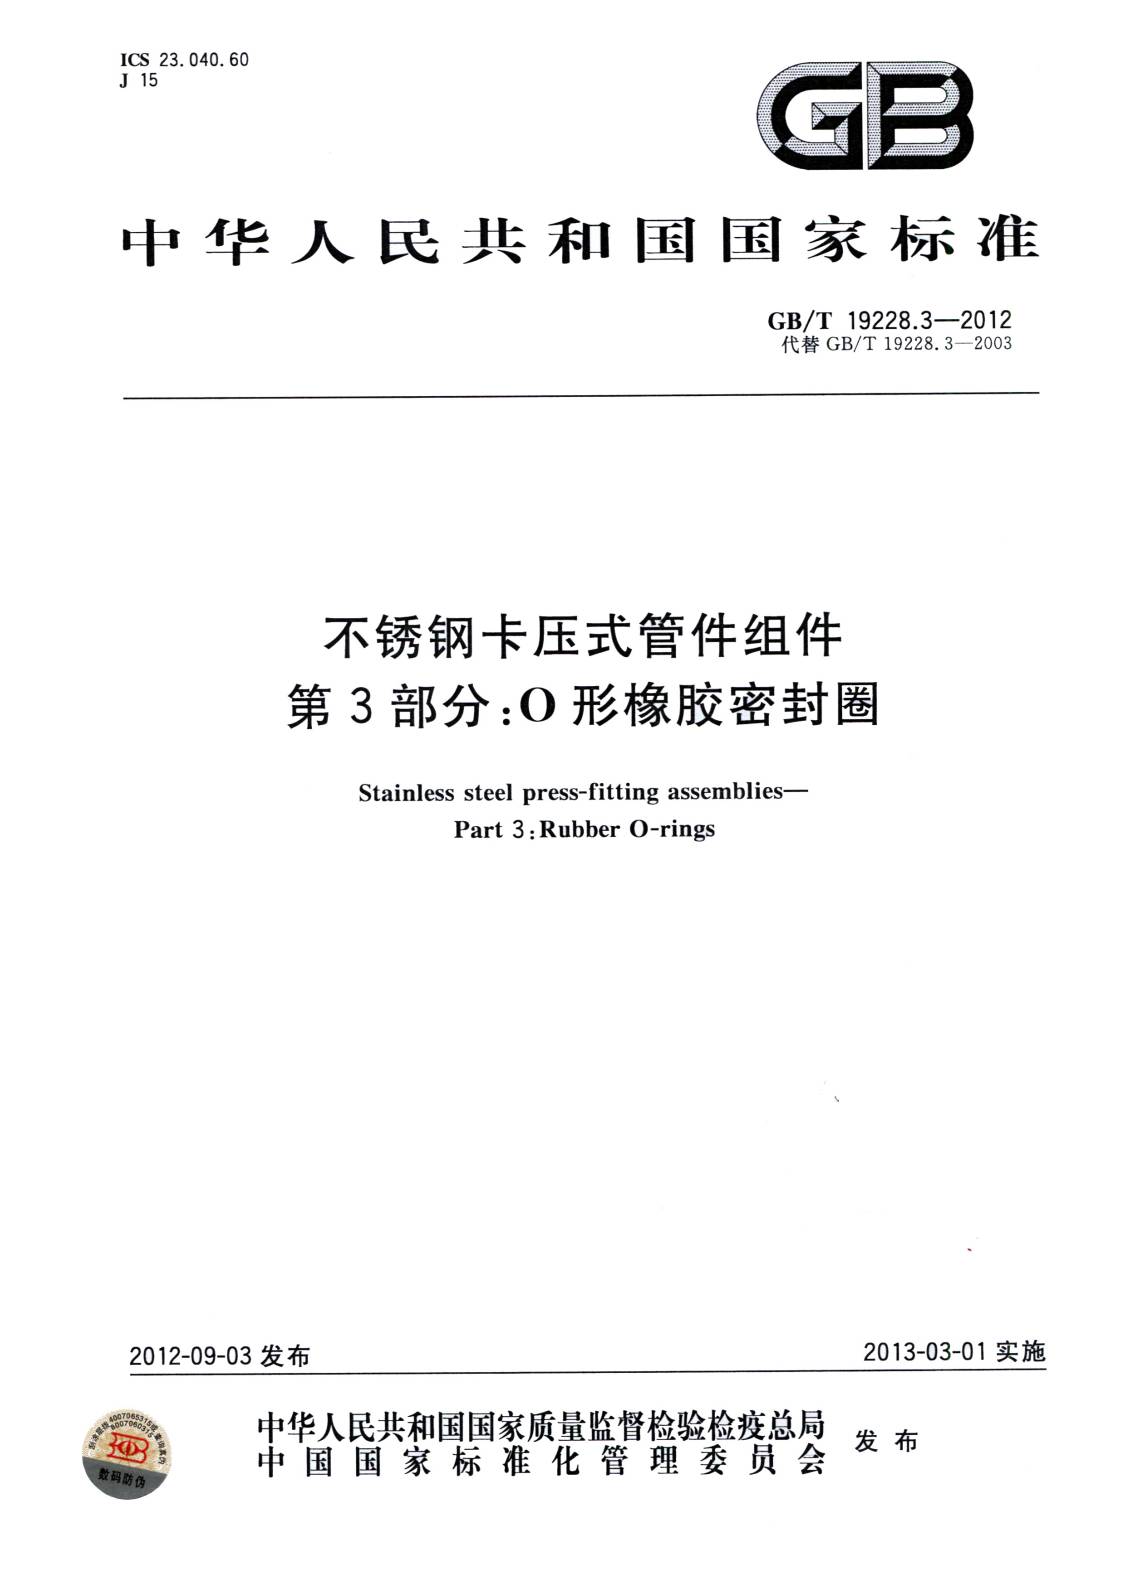 ICS 23.040.60
J 15
GB
中华人民共和国国家标准
GB/T 19228.3—2012
代替 GB/T 19228.3—2003
不锈钢卡压式管件组件
第 3 部分:O 形橡胶密封圈
Stainless steel press-fitting assemblies—
Part 3:Rubber O-rings
2012-09-03 发布
2013-03-01 实施
中华人民共和国国家质量监督检验检疫总局
中国国家标准化管理委员会
发布
数码防伪